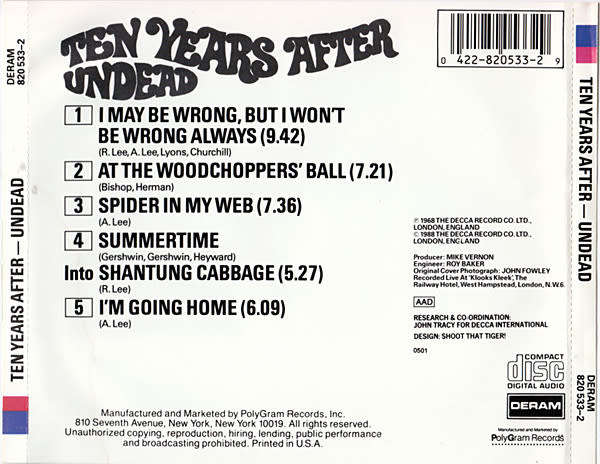 TEN YEARS AFTER
UNDEAD
1 I MAY BE WRONG, BUT I WON'T
BE WRONG ALWAYS (9.42)
(R. Lee, A. Lee, Lyons, Churchill)
2 AT THE WOODCHOPPERS' BALL (7.21)
(Bishop, Herman)
3 SPIDER IN MY WEB (7.36)
(A. Lee)
4 SUMMERTIME
(Gershwin, Gershwin, Heyward)
Into SHANTUNG CABBAGE (5.27)
(R. Lee)
5 I'M GOING HOME (6.09)
(A. Lee)
Manufactured and Marketed by PolyGram Records, Inc.
810 Seventh Avenue, New York, New York 10019. All rights reserved.
Unauthorized copying, reproduction, hiring, lending, public performance
and broadcasting prohibited. Printed in U.S.A.
0 422-820533-2 9
℗ 1968 THE DECCA RECORD CO. LTD.,
LONDON, ENGLAND
© 1988 THE DECCA RECORD CO. LTD.,
LONDON, ENGLAND
Producer: MIKE VERNON
Engineer: ROY BAKER
Original Cover Photograph: JOHN FOWLEY
Recorded Live At 'Klooks Kleek', The
Railway Hotel, West Hampstead, London, N.W.6.
AAD
RESEARCH & CO-ORDINATION:
JOHN TRACY FOR DECCA INTERNATIONAL
DESIGN: SHOOT THAT TIGER!
0501
COMPACT
disc
DIGITAL AUDIO
DERAM
Manufactured and Marketed by
PolyGram Records
DERAM
820 533-2
TEN YEARS AFTER — UNDEAD
TEN YEARS AFTER — UNDEAD
DERAM
820 533-2